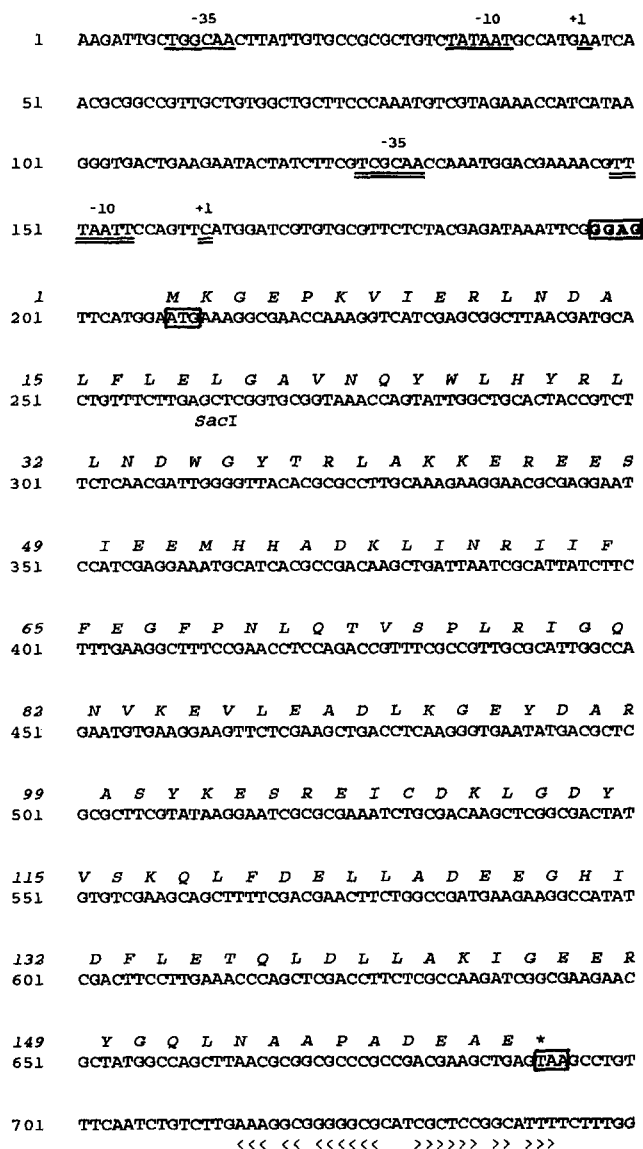 -35 -10 +1
1 AAGATTGCTGGCAACTTATTGTGCCGCGCTGTCTATAATGCCATGAATCA
51 ACGCGGCCGTTGCTGTGGCTGCTTCCCAAATGTCGTAGAAACCATCATAA
-35
101 GGGTGACTGAAGAATACTATCTTCGTCGCAACCAAATGGACGAAAACGTT
-10 +1
151 TAATTCCAGTTCATGGATCGTGTGCGTTCTCTACGAGATAAATTCGGGAG
1 M K G E P K V I E R L N D A
201 TTCATGGAATGAAAGGCGAACCAAAGGTCATCGAGCGGCTTAACGATGCA
15 L F L E L G A V N Q Y W L H Y R L
251 CTGTTTCTTGAGCTCGGTGCGGTAAACCAGTATTGGCTGCACTACCGTCT
SacI
32 L N D W G Y T R L A K K E R E E S
301 TCTCAACGATTGGGGTTACACGCGCCTTGCAAAGAAGGAACGCGAGGAAT
49 I E E M H H A D K L I N R I I F
351 CCATCGAGGAAATGCATCACGCCGACAAGCTGATTAATCGCATTATCTTC
65 F E G F P N L Q T V S P L R I G Q
401 TTTGAAGGCTTTCCGAACCTCCAGACCGTTTCGCCGTTGCGCATTGGCCA
82 N V K E V L E A D L K G E Y D A R
451 GAATGTGAAGGAAGTTCTCGAAGCTGACCTCAAGGGTGAATATGACGCTC
99 A S Y K E S R E I C D K L G D Y
501 GCGCTTCGTATAAGGAATCGCGCGAAATCTGCGACAAGCTCGGCGACTAT
115 V S K Q L F D E L L A D E E G H I
551 GTGTCGAAGCAGCTTTTCGACGAACTTCTGGCCGATGAAGAAGGCCATAT
132 D F L E T Q L D L L A K I G E E R
601 CGACTTCCTTGAAACCCAGCTCGACCTTCTCGCCAAGATCGGCGAAGAAC
149 Y G Q L N A A P A D E A E *
651 GCTATGGCCAGCTTAACGCGGCGCCCGCCGACGAAGCTGAGTAAGCCTGT
701 TTCAATCTGTCTTGAAAGGCGGGGGCGCATCGCTCCGGCATTTTCTTTGG
<<< << <<<<<< >>>>>> >> >>>